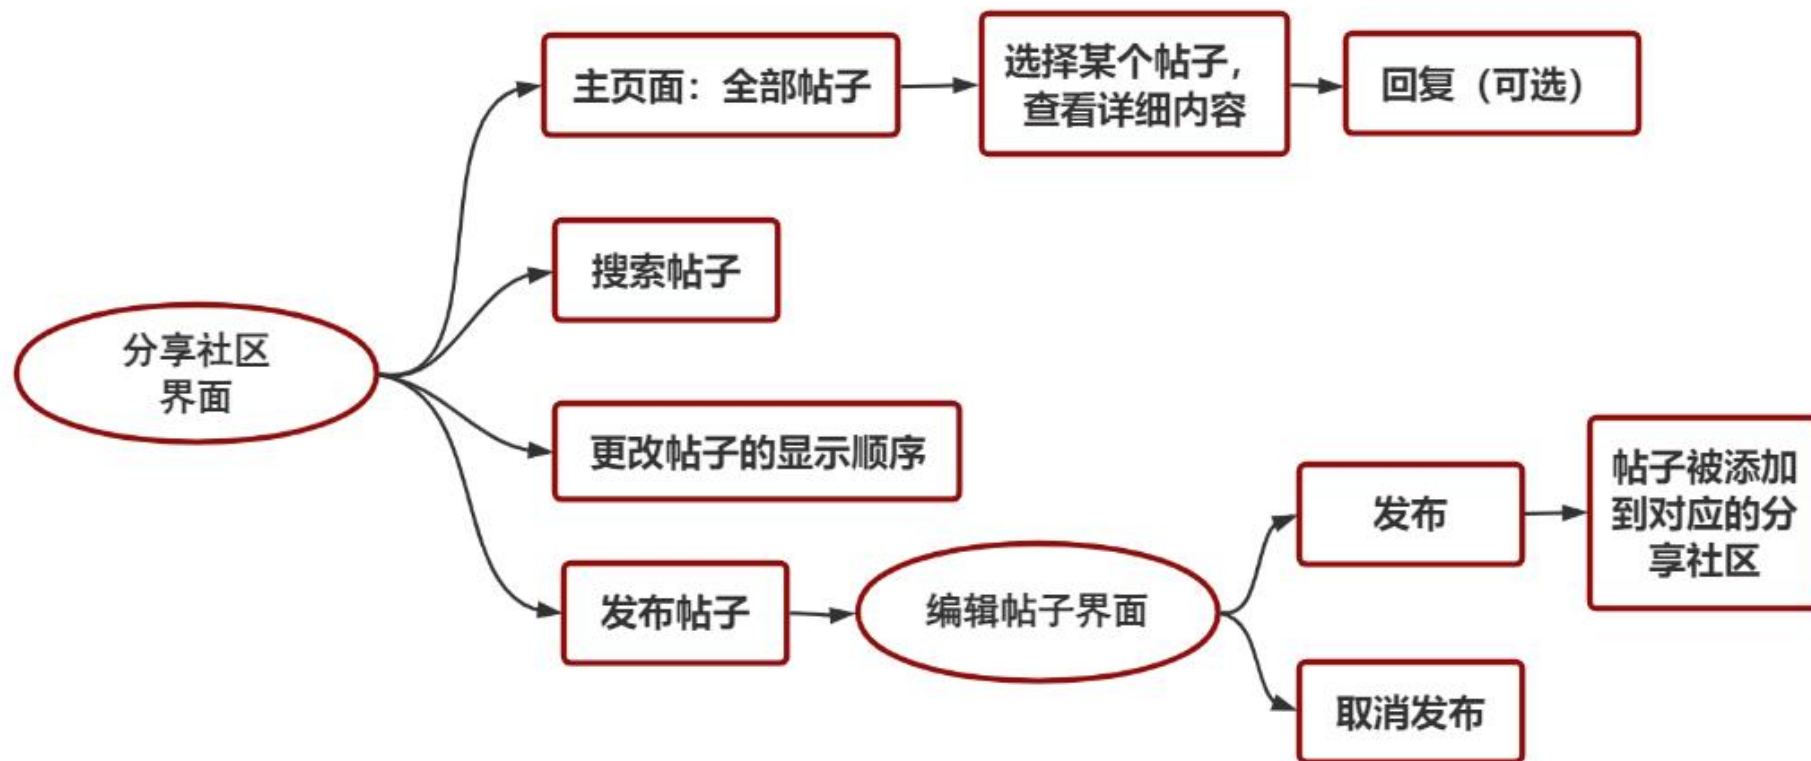 主页面：全部帖子
选择某个帖子，
查看详细内容
回复（可选）
搜索帖子
分享社区
界面
更改帖子的显示顺序
发布帖子
编辑帖子界面
发布
帖子被添加
到对应的分
享社区
取消发布